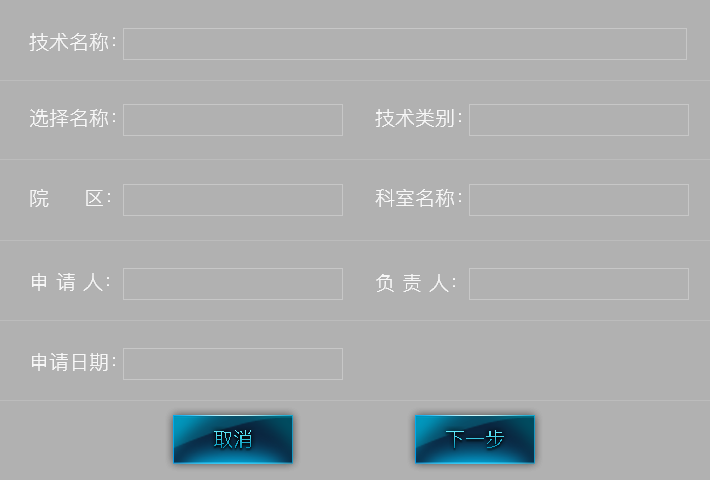 技术名称:
选择名称: 技术类别:
院 区: 科室名称:
申 请 人: 负 责 人:
申请日期:
取消 下一步